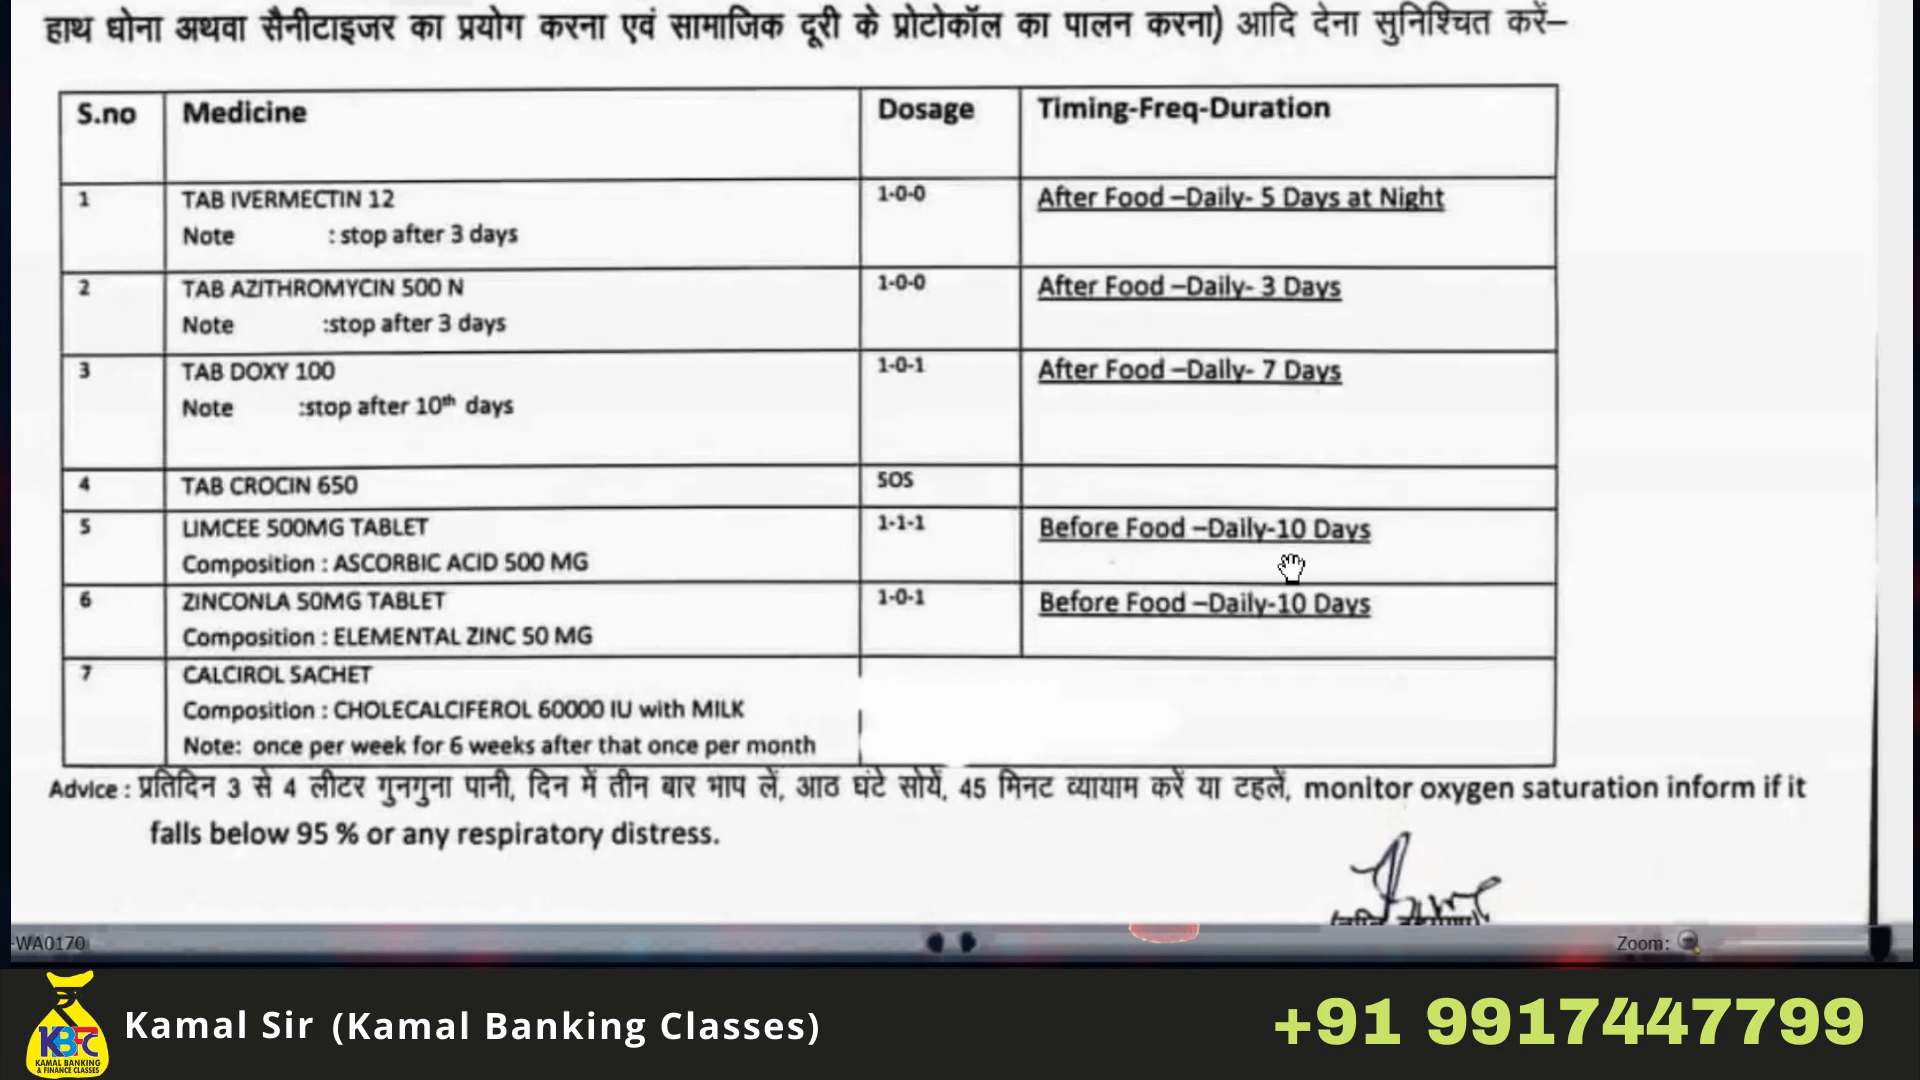 हाथ धोना अथवा सैनीटाइजर का प्रयोग करना एवं सामाजिक दूरी के प्रोटोकॉल का पालन करना) आदि देना सुनिश्चित करें–
S.no Medicine Dosage Timing-Freq-Duration
1 TAB IVERMECTIN 12 1-0-0 After Food –Daily- 5 Days at Night
Note : stop after 3 days
2 TAB AZITHROMYCIN 500 N 1-0-0 After Food –Daily- 3 Days
Note :stop after 3 days
3 TAB DOXY 100 1-0-1 After Food –Daily- 7 Days
Note :stop after 10th days
4 TAB CROCIN 650 SOS
5 LIMCEE 500MG TABLET 1-1-1 Before Food –Daily-10 Days
Composition : ASCORBIC ACID 500 MG
6 ZINCONLA 50MG TABLET 1-0-1 Before Food –Daily-10 Days
Composition : ELEMENTAL ZINC 50 MG
7 CALCIROL SACHET
Composition : CHOLECALCIFEROL 60000 IU with MILK
Note: once per week for 6 weeks after that once per month
Advice : प्रतिदिन 3 से 4 लीटर गुनगुना पानी, दिन में तीन बार भाप लें, आठ घंटे सोयें, 45 मिनट व्यायाम करें या टहलें, monitor oxygen saturation inform if it
falls below 95 % or any respiratory distress.
-WA0170 Zoom:
KBFC
KAMAL BANKING
& FINANCE CLASSES
Kamal Sir (Kamal Banking Classes) +91 9917447799